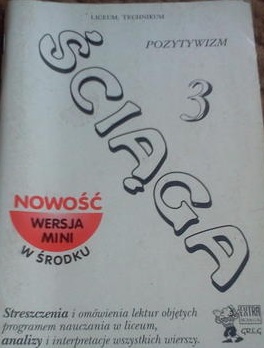 LICEUM, TECHNIKUM
POZYTYWIZM
ŚCIĄGA
3
NOWOŚĆ
WERSJA
MINI
W ŚRODKU
Streszczenia i omówienia lektur objętych
programem nauczania w liceum,
analizy i interpretacje wszystkich wierszy.
GREG